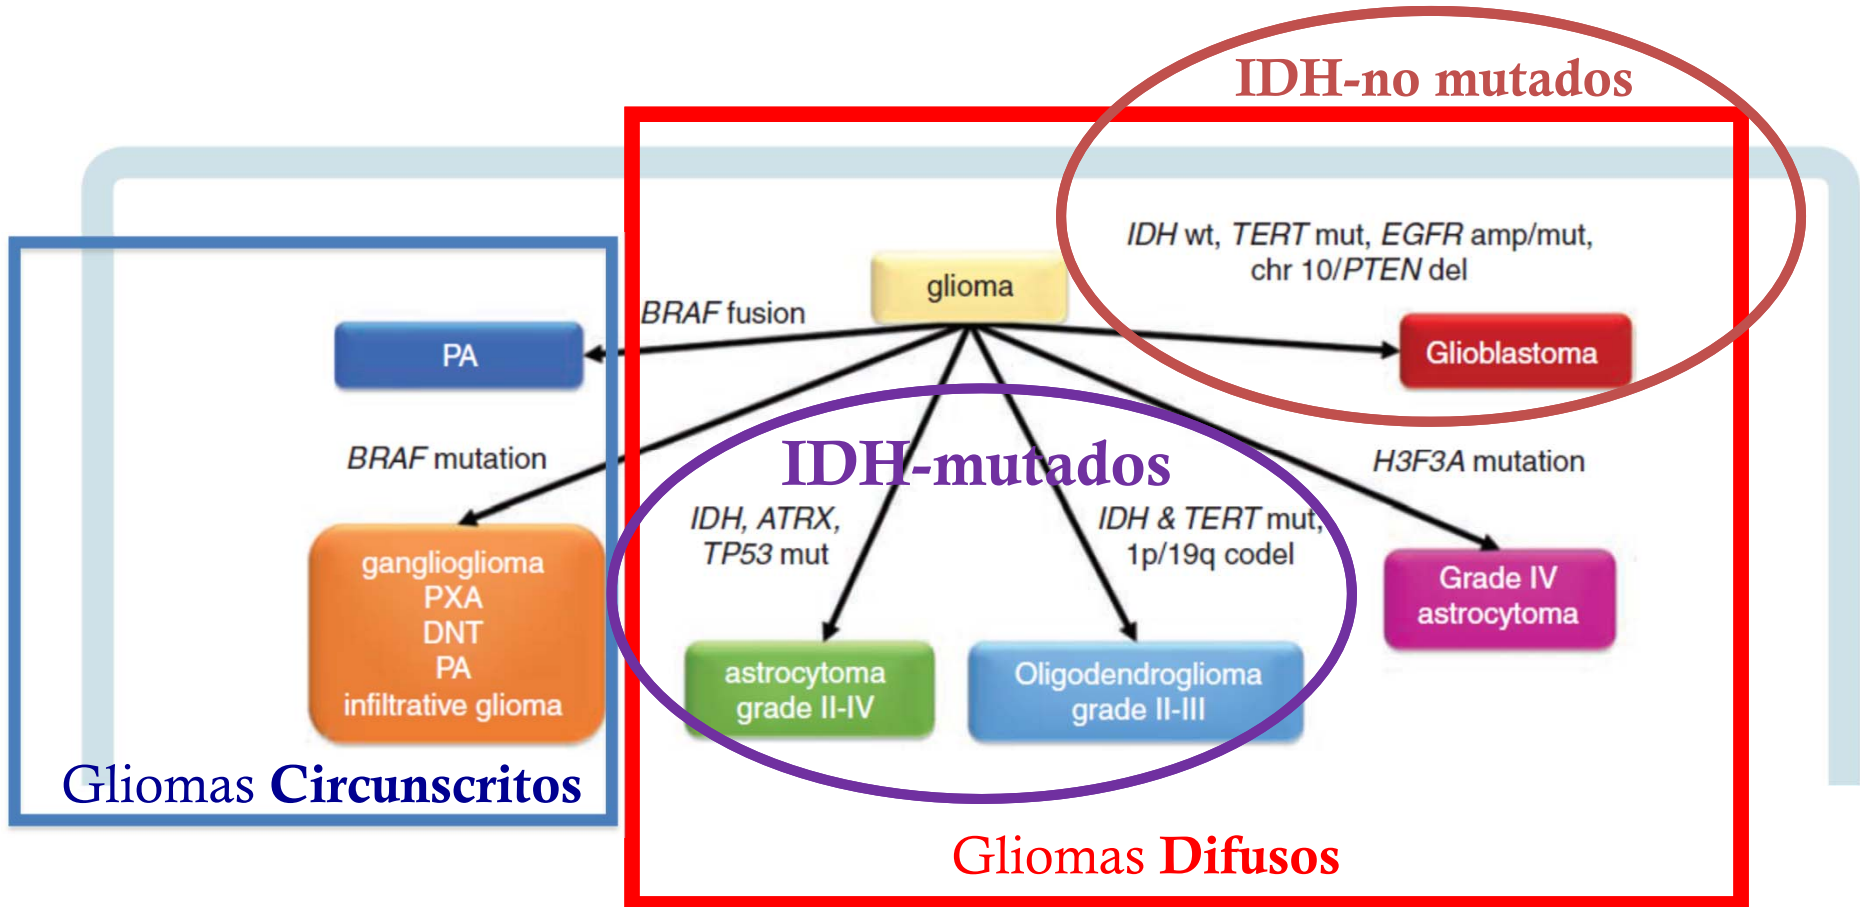 IDH-no mutados
IDH wt, TERT mut, EGFR amp/mut,
chr 10/PTEN del
glioma
BRAF fusion
PA
Glioblastoma
BRAF mutation
IDH-mutados
H3F3A mutation
IDH, ATRX,
TP53 mut
IDH & TERT mut,
1p/19q codel
ganglioglioma
PXA
DNT
PA
infiltrative glioma
Grade IV
astrocytoma
astrocytoma
grade II-IV
Oligodendroglioma
grade II-III
Gliomas Circunscritos
Gliomas Difusos